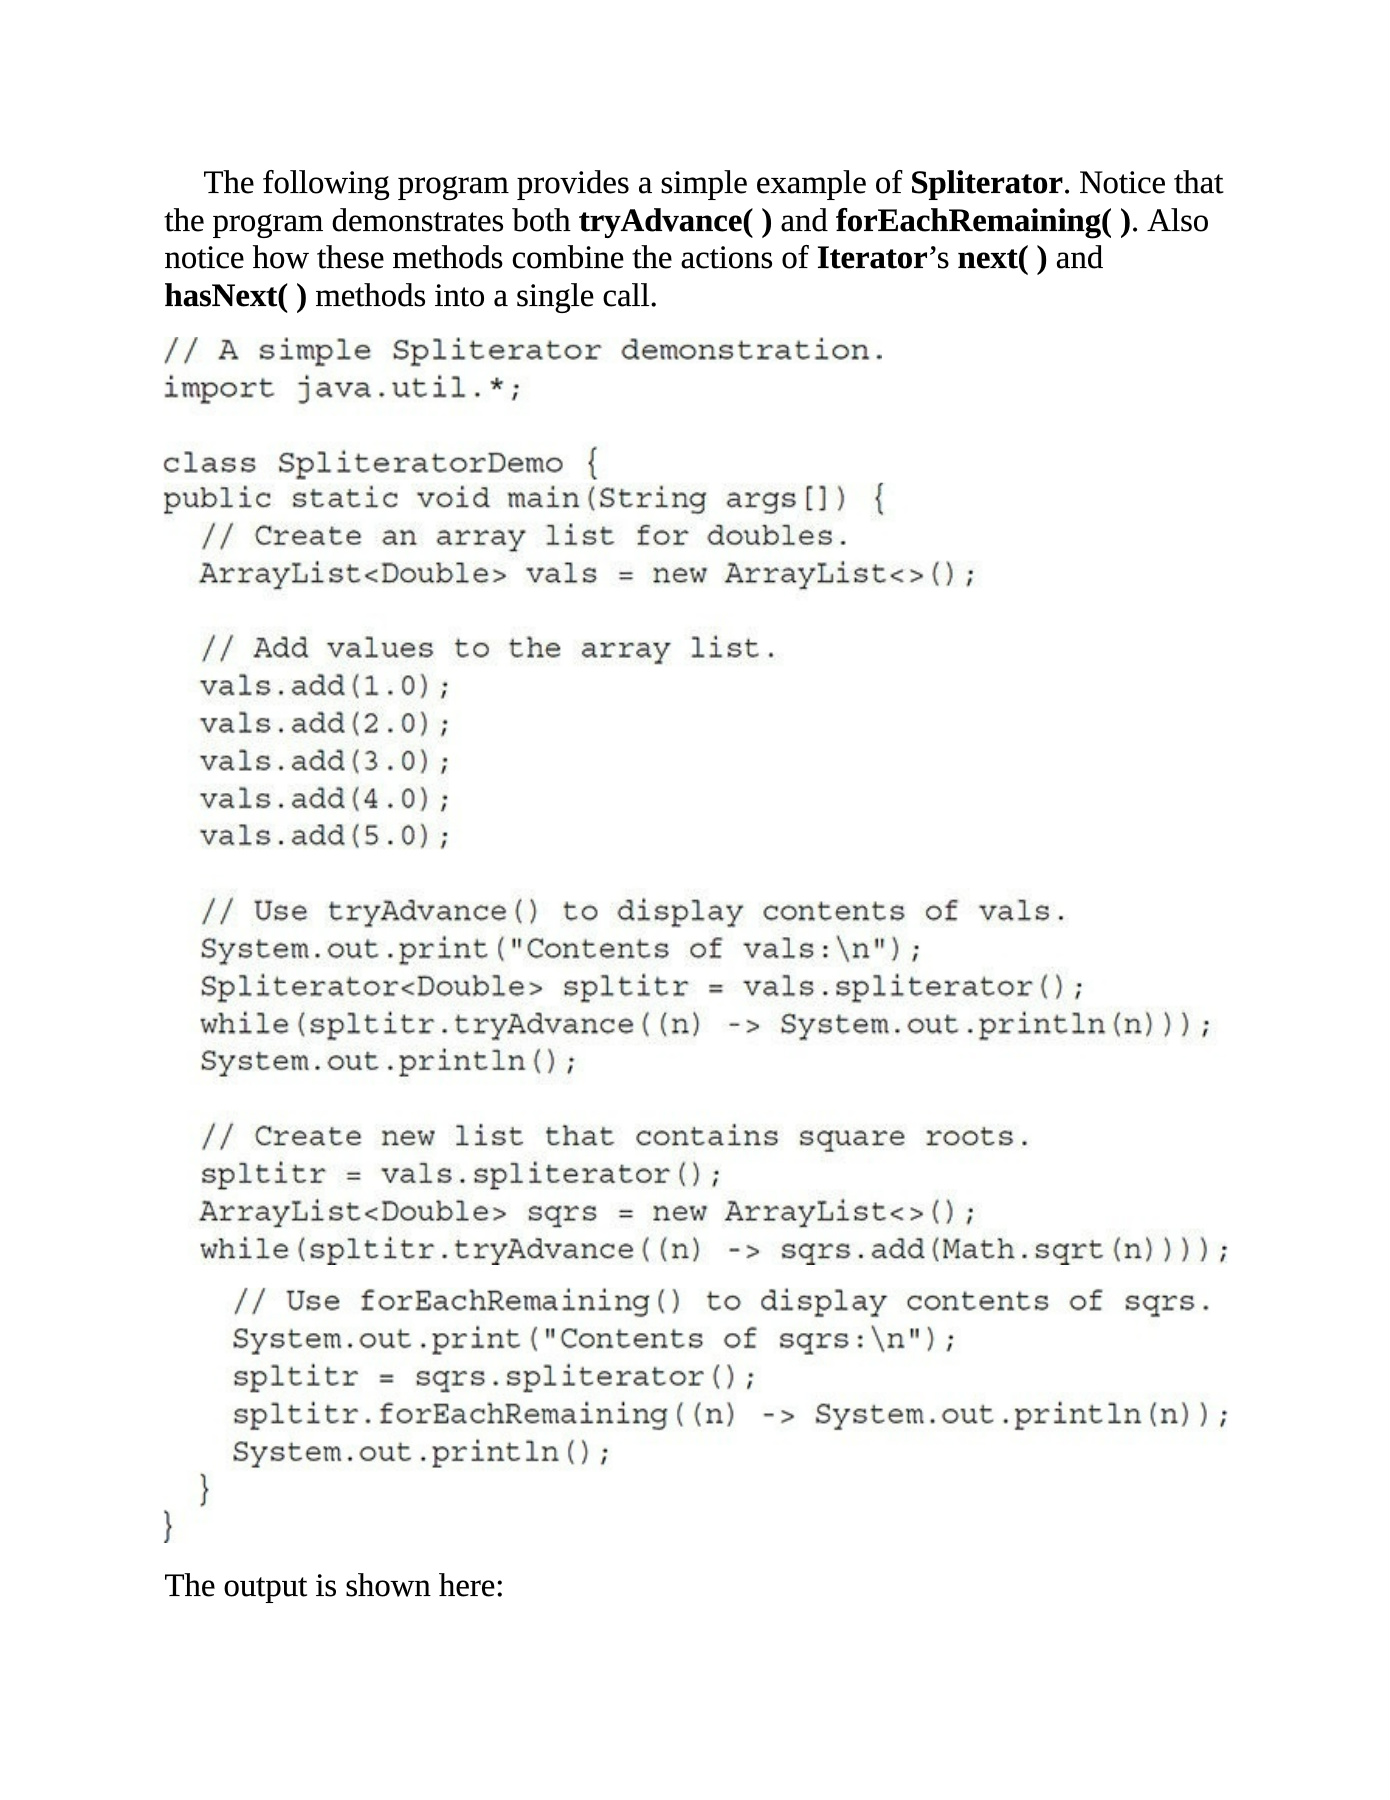 The following program provides a simple example of Spliterator. Notice that
the program demonstrates both tryAdvance( ) and forEachRemaining( ). Also
notice how these methods combine the actions of Iterator’s next( ) and
hasNext( ) methods into a single call.
// A simple Spliterator demonstration.
import java.util.*;

class SpliteratorDemo {
public static void main(String args[]) {
  // Create an array list for doubles.
  ArrayList<Double> vals = new ArrayList<>();

  // Add values to the array list.
  vals.add(1.0);
  vals.add(2.0);
  vals.add(3.0);
  vals.add(4.0);
  vals.add(5.0);

  // Use tryAdvance() to display contents of vals.
  System.out.print("Contents of vals:\n");
  Spliterator<Double> spltitr = vals.spliterator();
  while(spltitr.tryAdvance((n) -> System.out.println(n)));
  System.out.println();

  // Create new list that contains square roots.
  spltitr = vals.spliterator();
  ArrayList<Double> sqrs = new ArrayList<>();
  while(spltitr.tryAdvance((n) -> sqrs.add(Math.sqrt(n))));
    // Use forEachRemaining() to display contents of sqrs.
    System.out.print("Contents of sqrs:\n");
    spltitr = sqrs.spliterator();
    spltitr.forEachRemaining((n) -> System.out.println(n));
    System.out.println();
  }
}
The output is shown here: